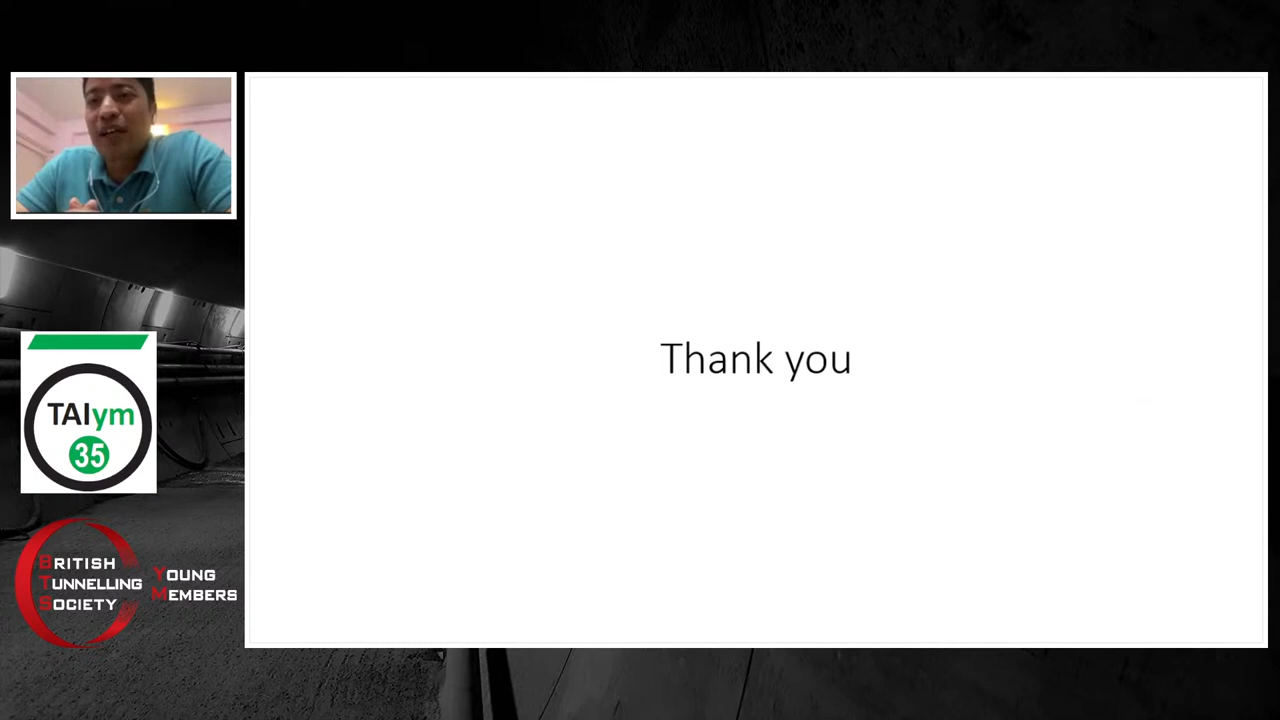 Thank you
TAIym
35
BRITISH
TUNNELLING
SOCIETY
YOUNG
MEMBERS